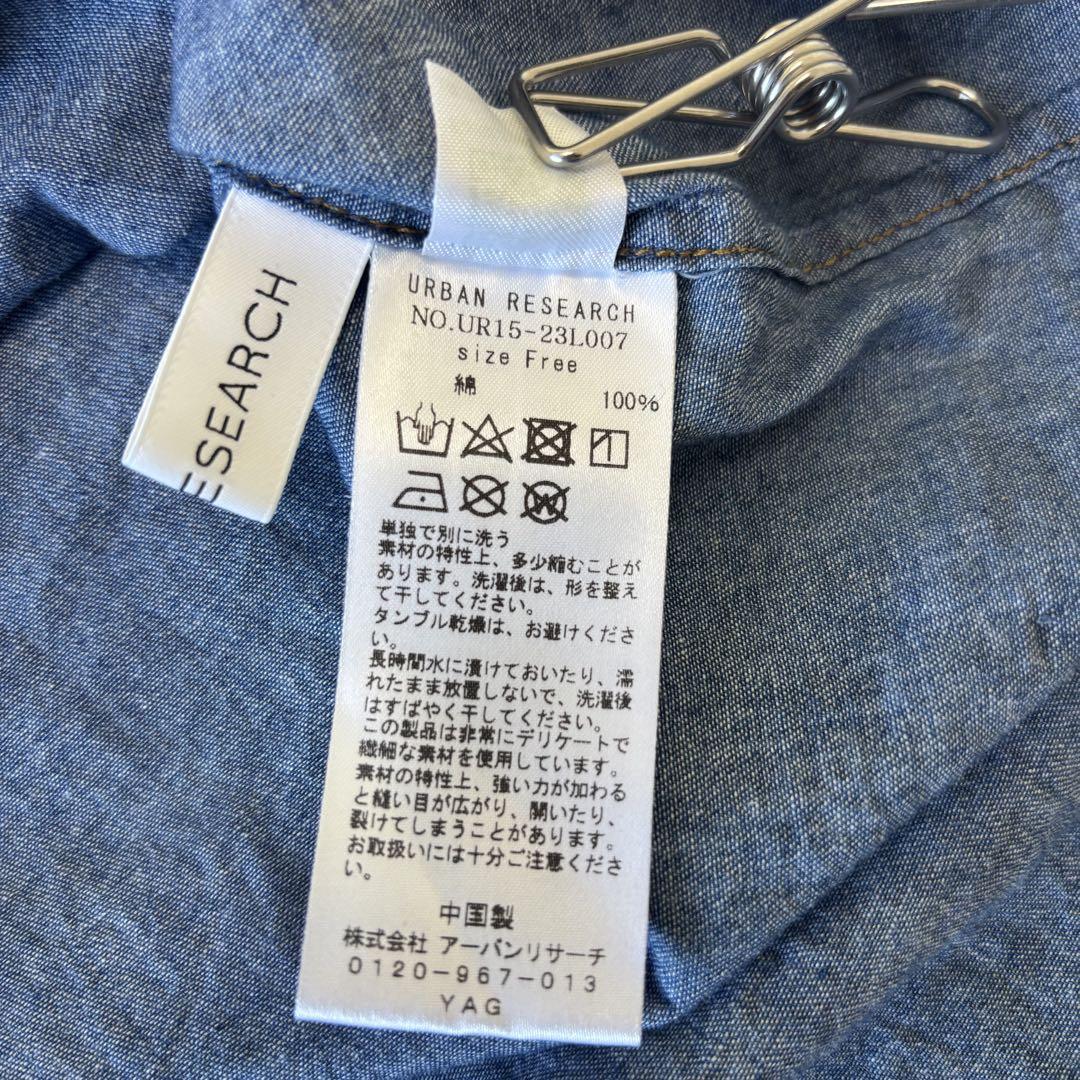 ESEARCH
URBAN RESEARCH
NO.UR15-23L007
size Free
綿 100%
単独で別に洗う
素材の特性上、多少縮むことが
あります。洗濯後は、形を整え
て干してください。
タンブル乾燥は、お避けくださ
い。
長時間水に漬けておいたり、濡
れたまま放置しないで、洗濯後
はすばやく干してください。
この製品は非常にデリケートで
繊細な素材を使用しています。
素材の特性上、強い力が加わる
と縫い目が広がり、開いたり、
裂けてしまうことがあります。
お取扱いには十分ご注意くださ
い。
中国製
株式会社 アーバンリサーチ
0120-967-013
YAG